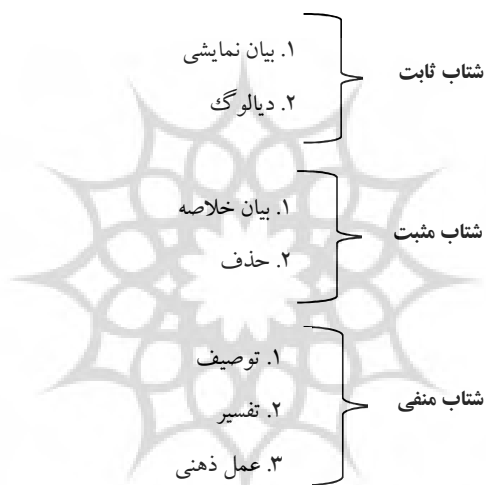 شتاب ثابت
۱. بیان نمایشی
۲. دیالوگ
شتاب مثبت
۱. بیان خلاصه
۲. حذف
شتاب منفی
۱. توصیف
۲. تفسیر
۳. عمل ذهنی